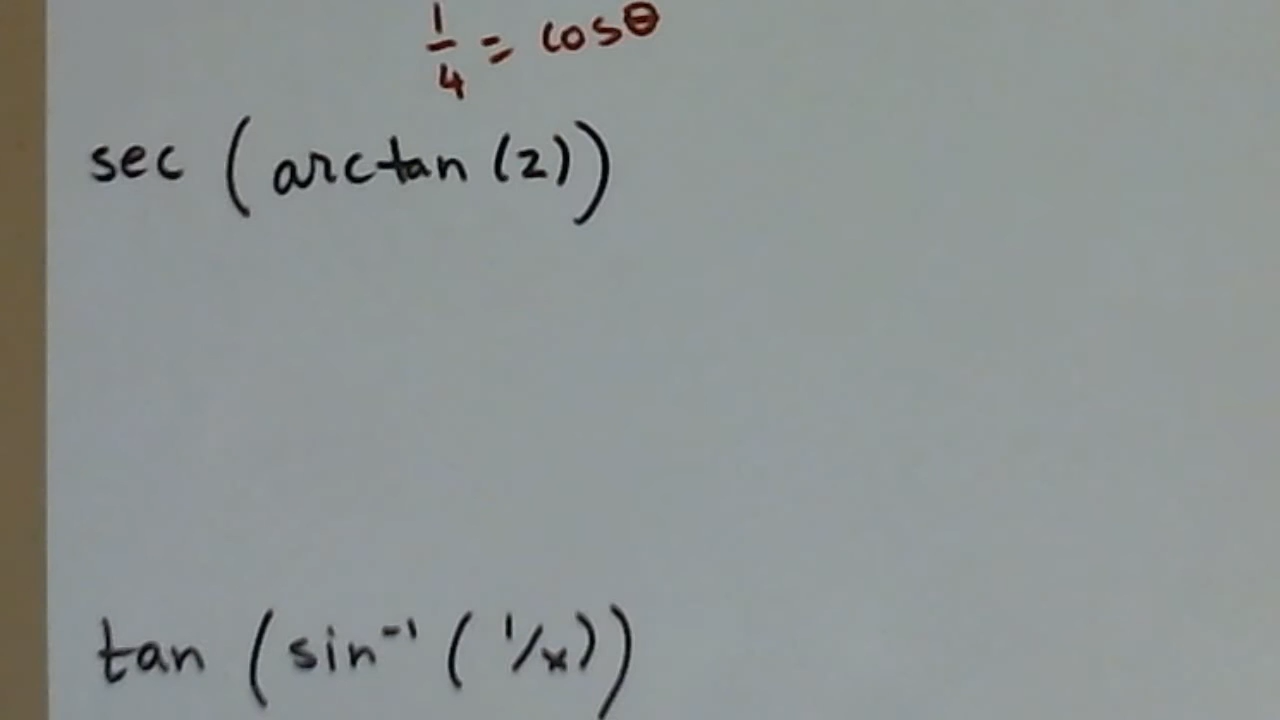 1/4 = cosθ
sec (arctan (2))
tan (sin⁻¹ (1/x))